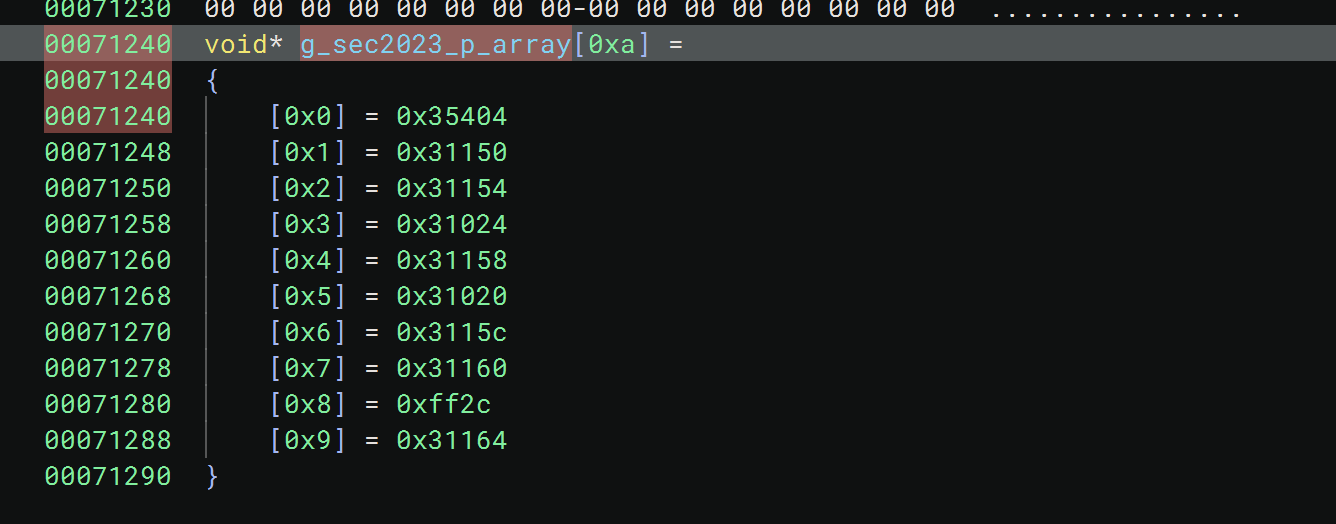 00071230  00 00 00 00 00 00 00 00-00 00 00 00 00 00 00 00  ................
00071240  void* g_sec2023_p_array[0xa] =
00071240  {
00071240      [0x0] = 0x35404
00071248      [0x1] = 0x31150
00071250      [0x2] = 0x31154
00071258      [0x3] = 0x31024
00071260      [0x4] = 0x31158
00071268      [0x5] = 0x31020
00071270      [0x6] = 0x3115c
00071278      [0x7] = 0x31160
00071280      [0x8] = 0xff2c
00071288      [0x9] = 0x31164
00071290  }